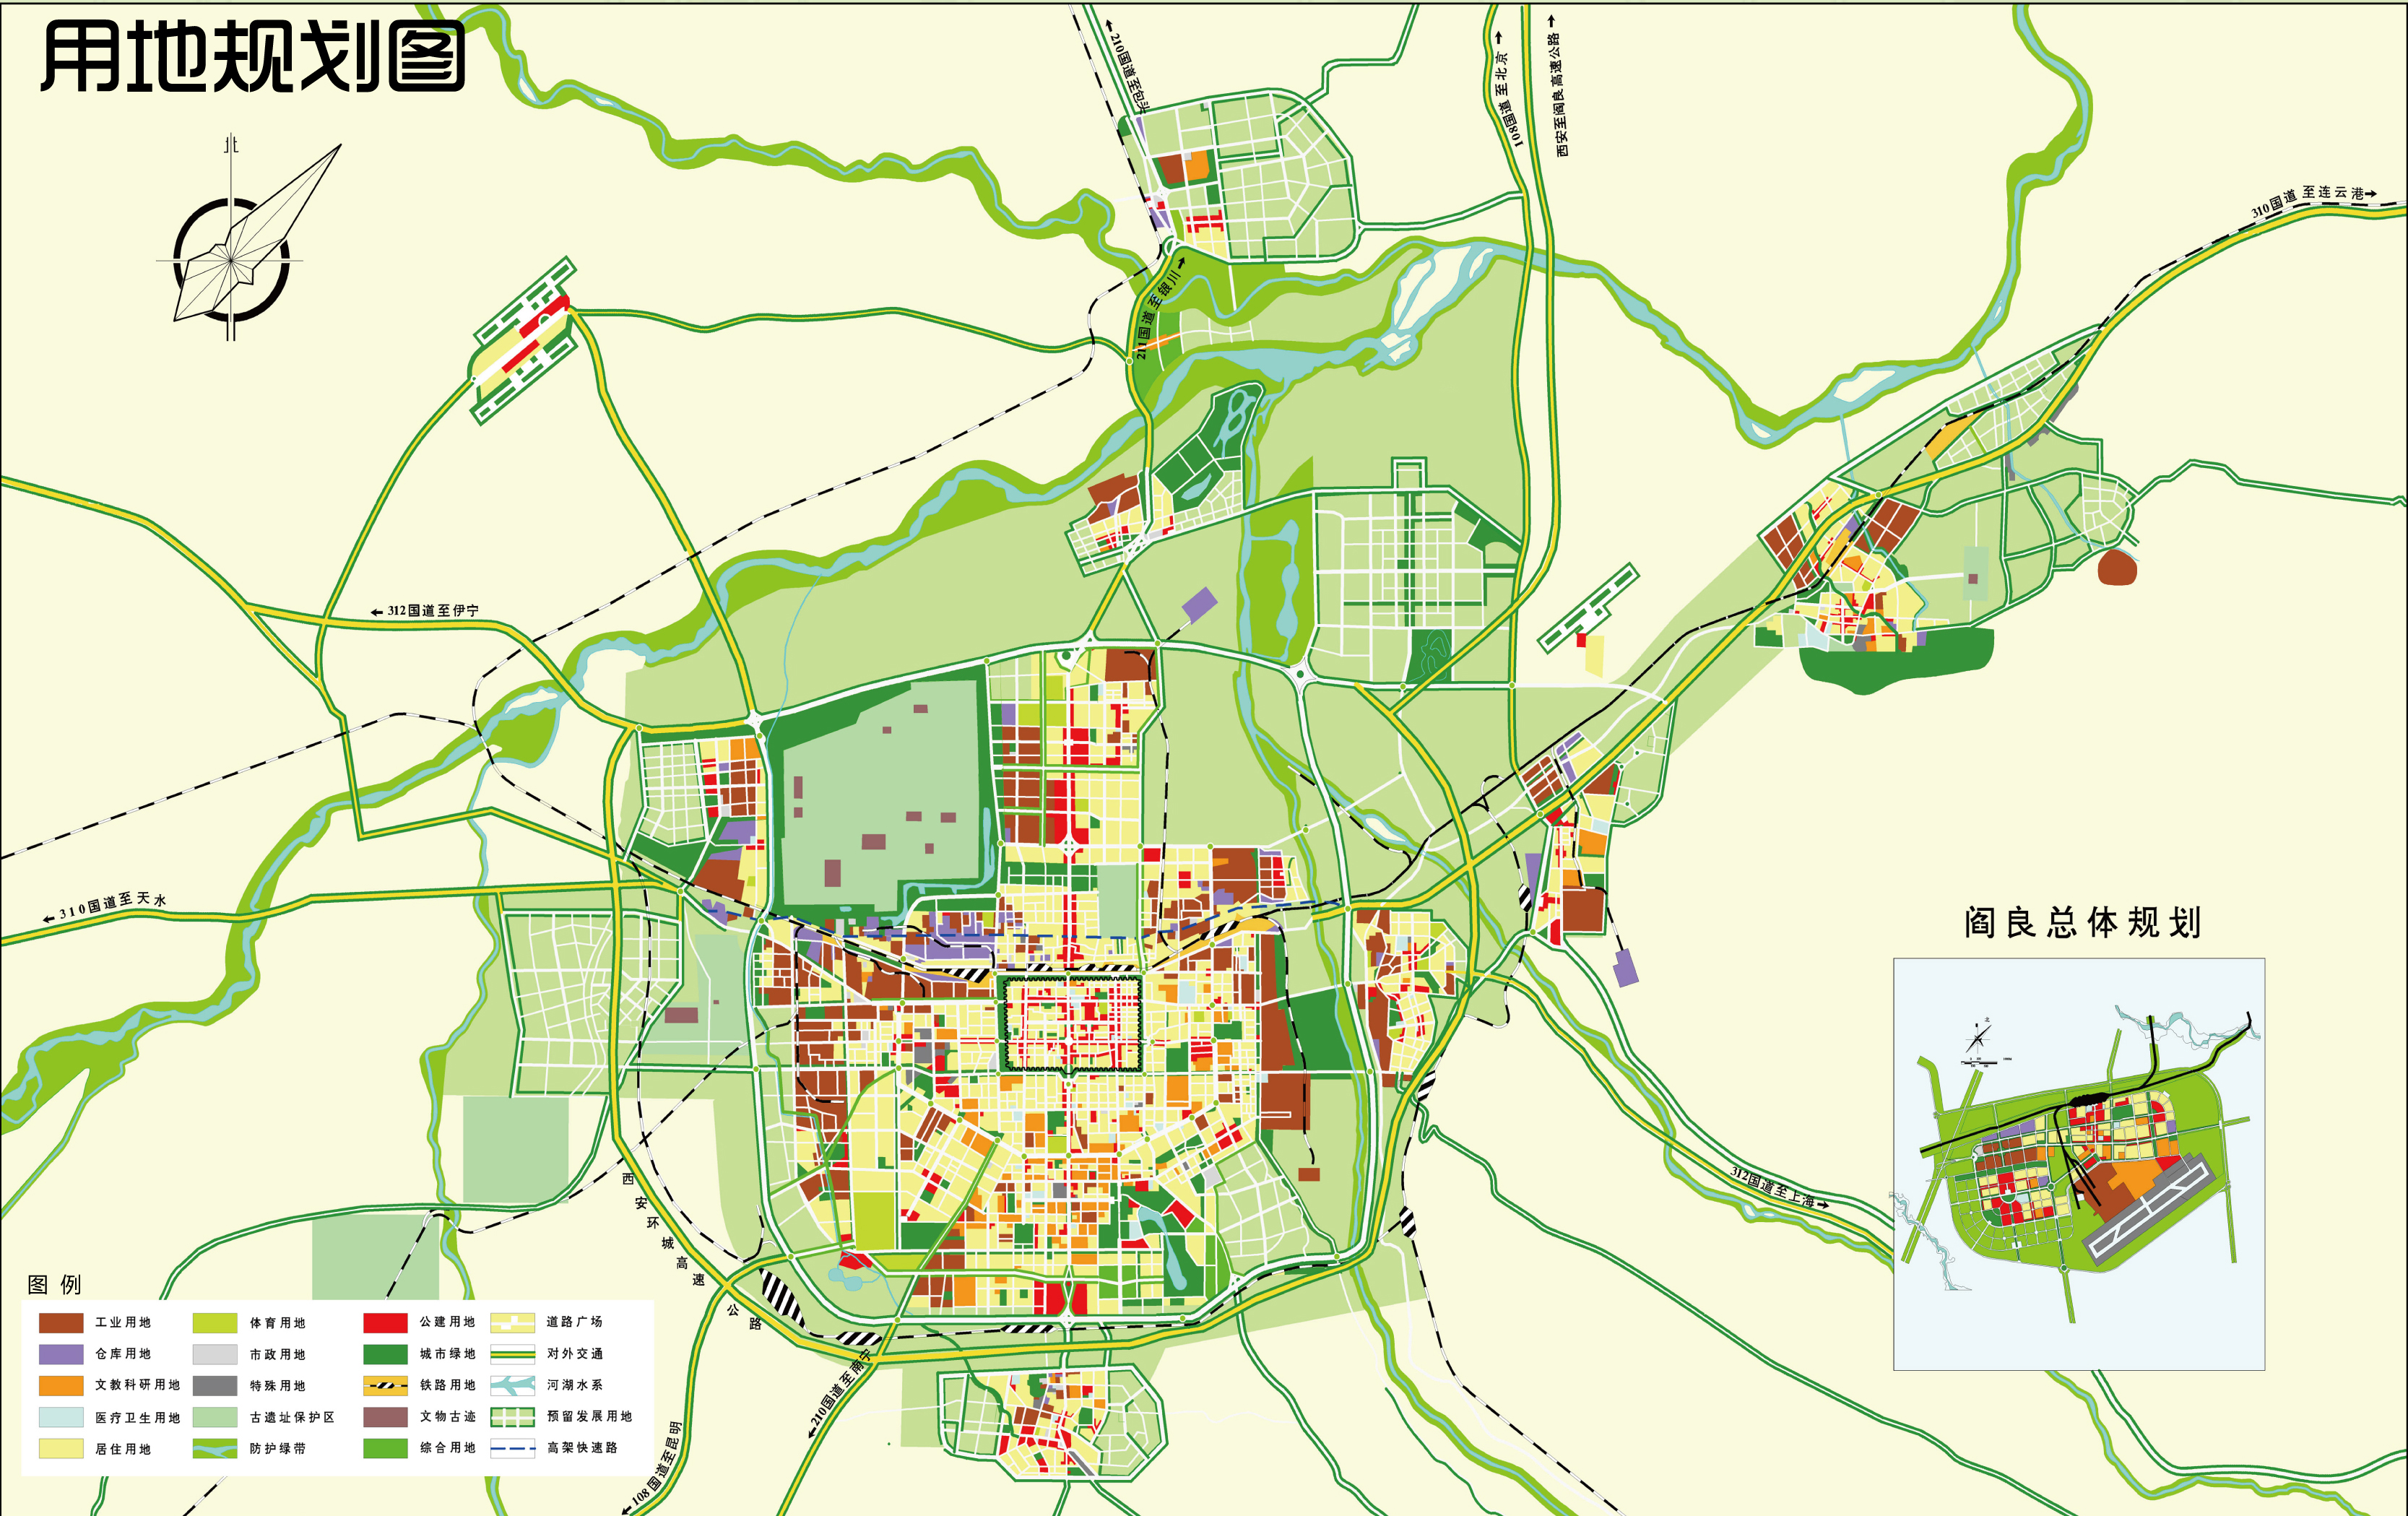 用地规划图
北
210国道至包头
108国道至北京
西安至阎良高速公路
310国道至连云港
211国道至银川
312国道至伊宁
310国道至天水
阎良总体规划
北
西安环城高速公路
312国道至上海
210国道至南宁
108国道至昆明
图例
工业用地 体育用地 公建用地 道路广场
仓库用地 市政用地 城市绿地 对外交通
文教科研用地 特殊用地 铁路用地 河湖水系
医疗卫生用地 古遗址保护区 文物古迹 预留发展用地
居住用地 防护绿带 综合用地 高架快速路